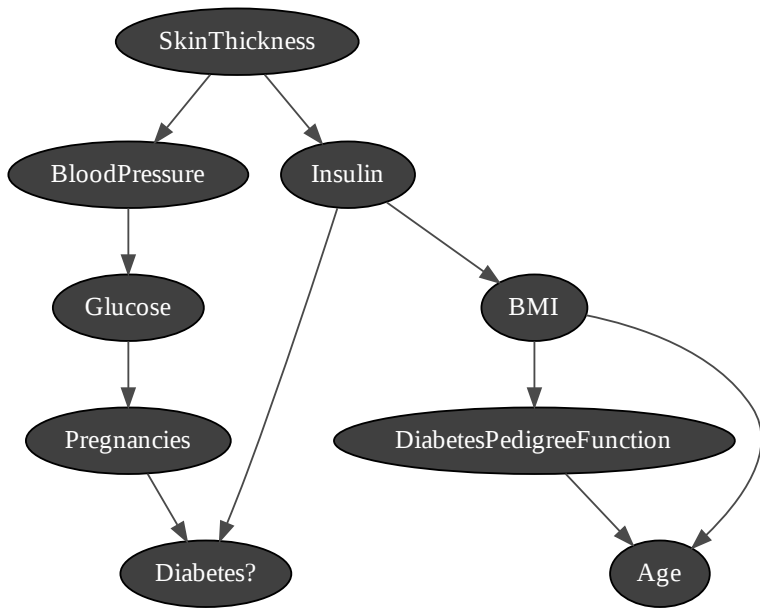 SkinThickness
BloodPressure
Insulin
Glucose
BMI
Pregnancies
DiabetesPedigreeFunction
Diabetes?
Age